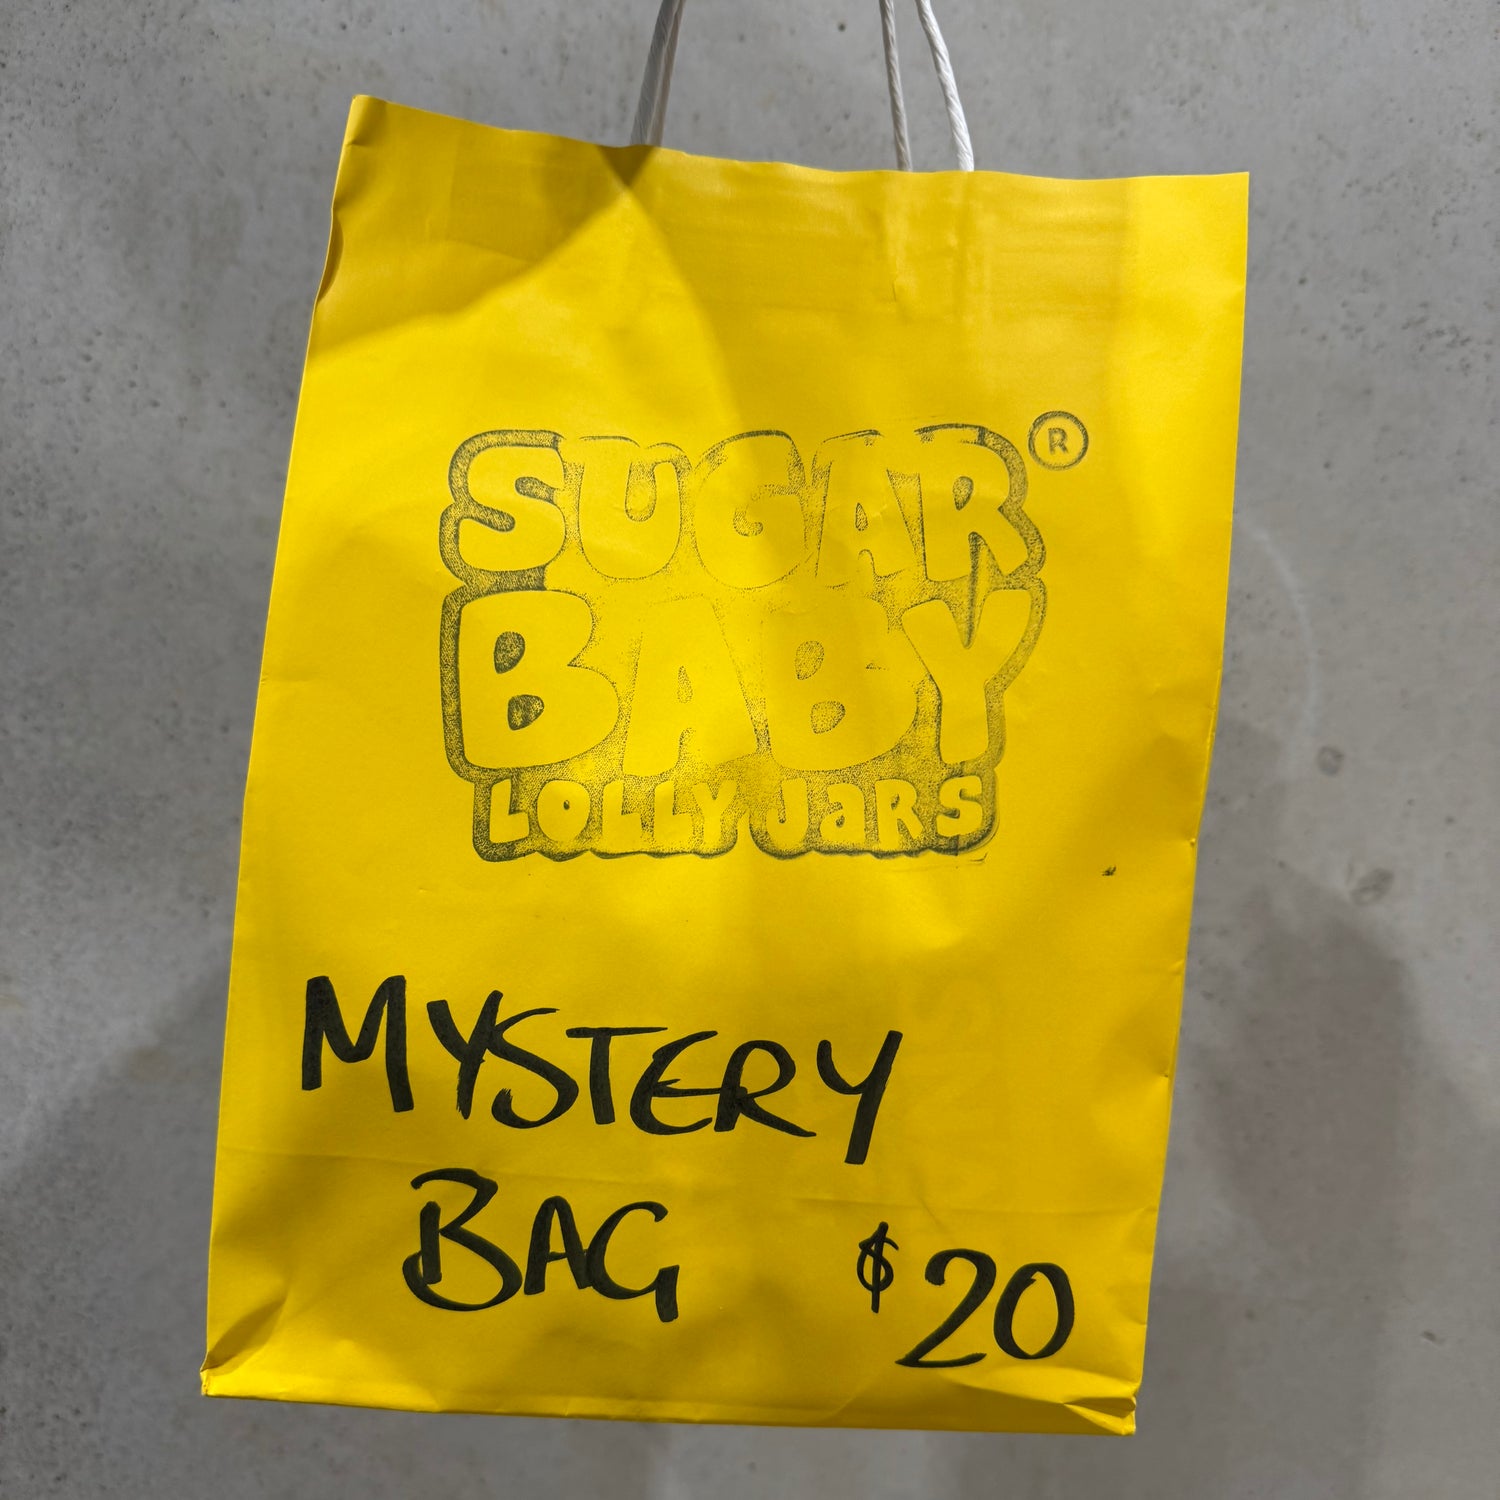 SUGAR ®
BABY
LOLLY JARS
MYSTERY
BAG $20